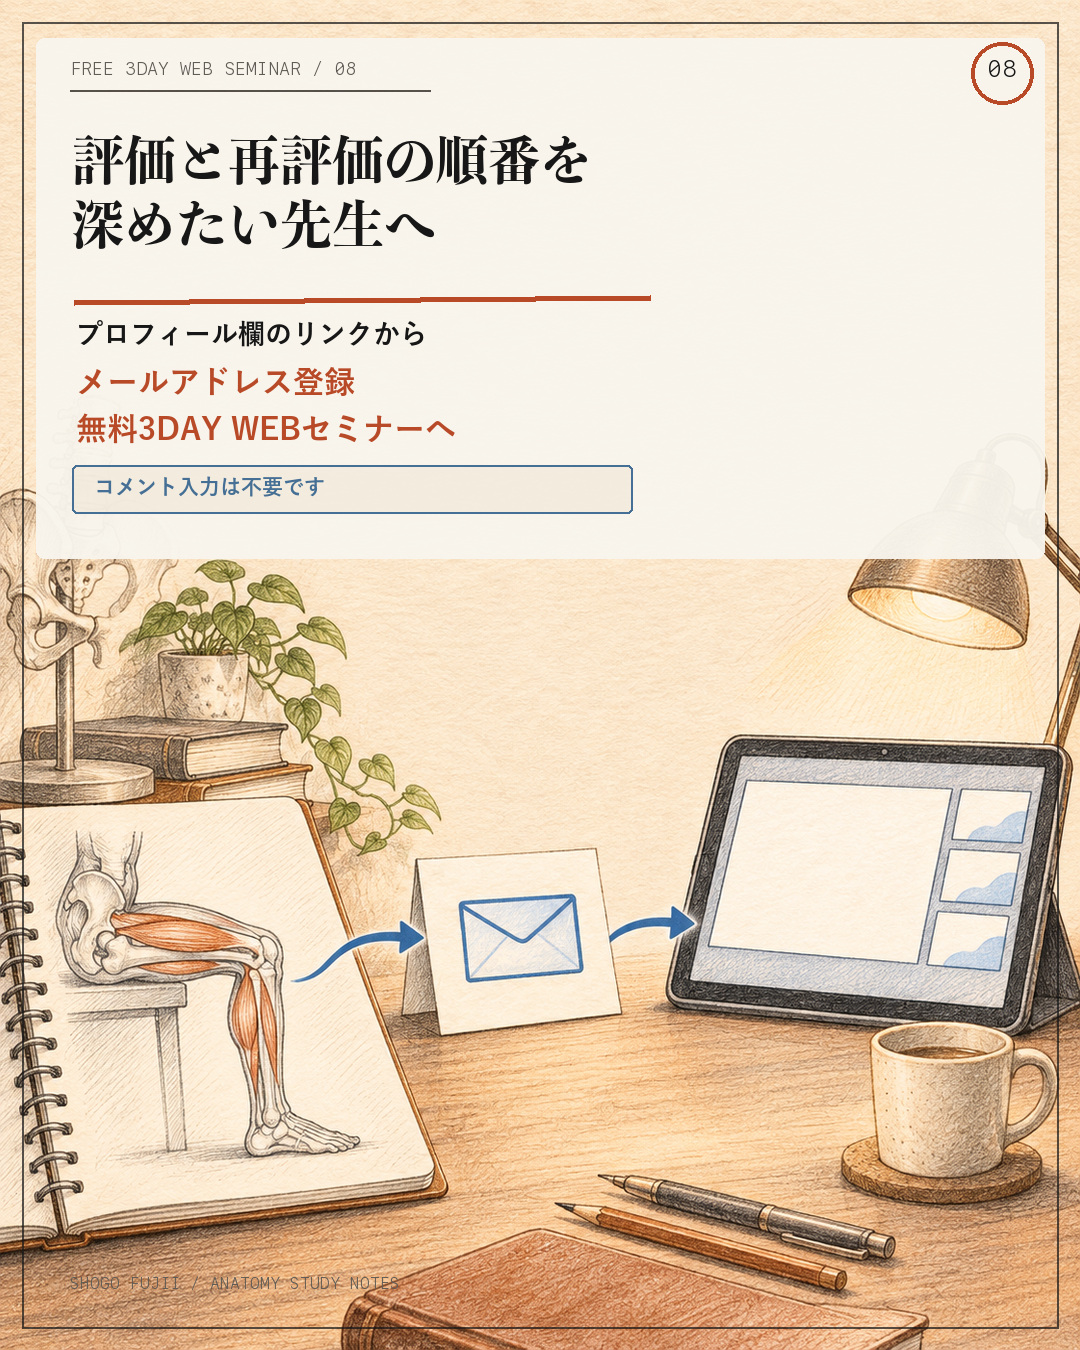 FREE 3DAY WEB SEMINAR / 08
08
評価と再評価の順番を
深めたい先生へ
プロフィール欄のリンクから
メールアドレス登録
無料3DAY WEBセミナーへ
コメント入力は不要です
SHOGO FUJII / ANATOMY STUDY NOTES